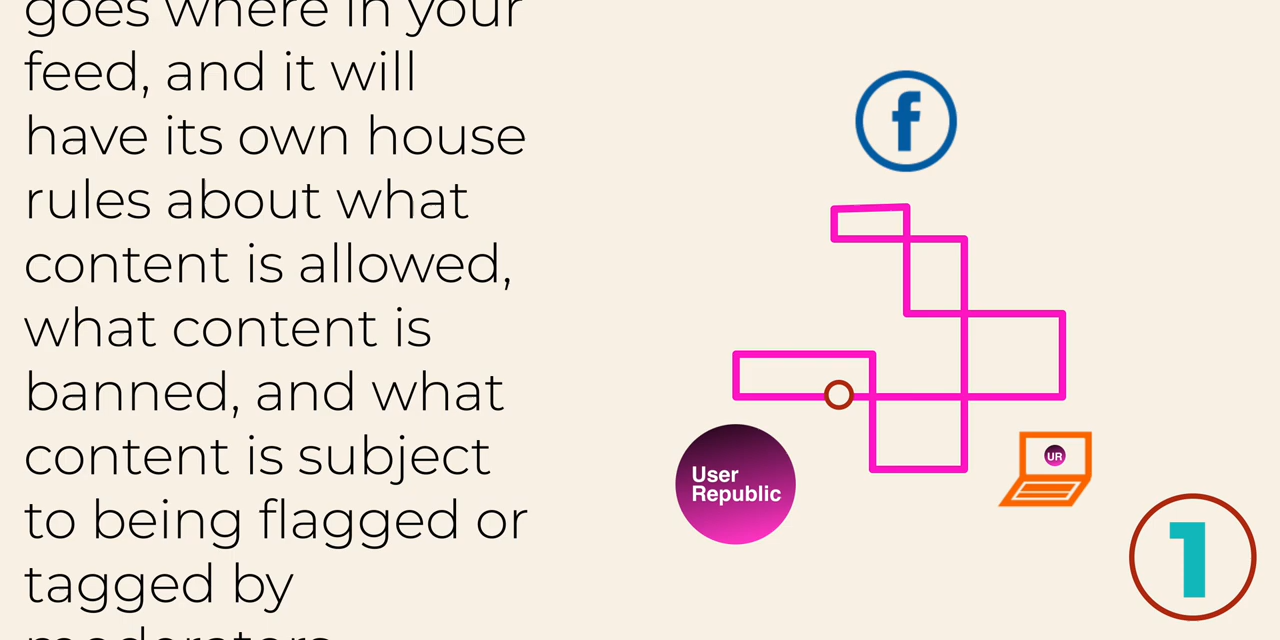 goes where in your
feed, and it will
have its own house
rules about what
content is allowed,
what content is
banned, and what
content is subject
to being flagged or
tagged by
moderators
f
User
Republic
UR
1